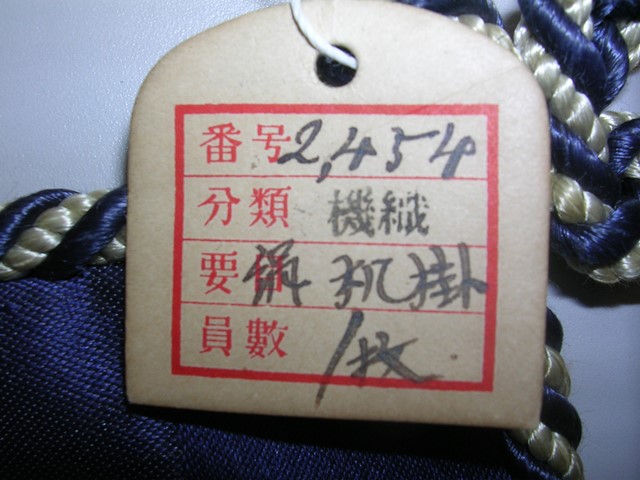 番号 2,454
分類 機織
要 机掛
員數 1枚